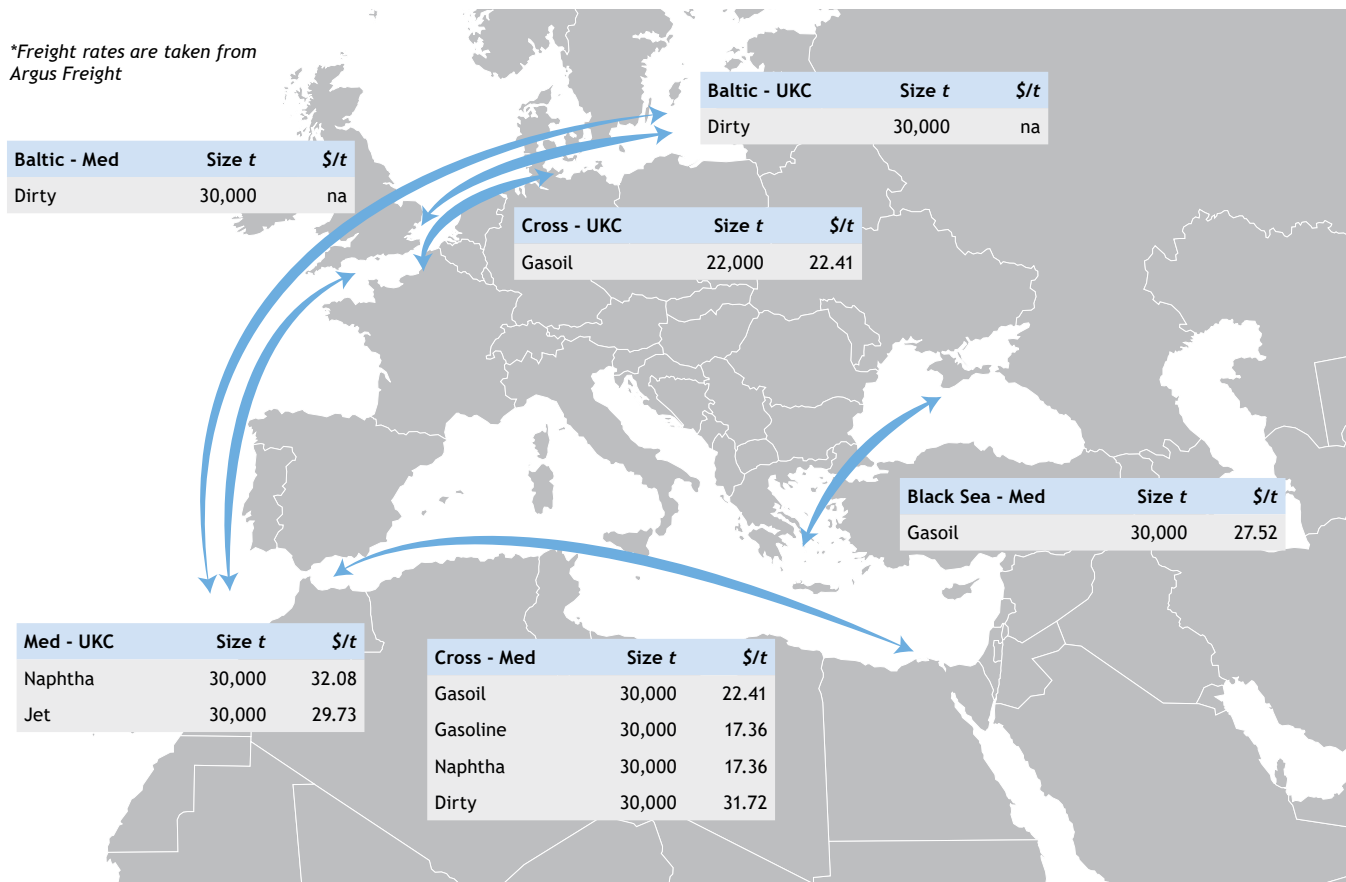 *Freight rates are taken from
Argus Freight
Baltic - UKC Size t $/t
Dirty 30,000 na
Baltic - Med Size t $/t
Dirty 30,000 na
Cross - UKC Size t $/t
Gasoil 22,000 22.41
Black Sea - Med Size t $/t
Gasoil 30,000 27.52
Med - UKC Size t $/t
Naphtha 30,000 32.08
Jet 30,000 29.73
Cross - Med Size t $/t
Gasoil 30,000 22.41
Gasoline 30,000 17.36
Naphtha 30,000 17.36
Dirty 30,000 31.72